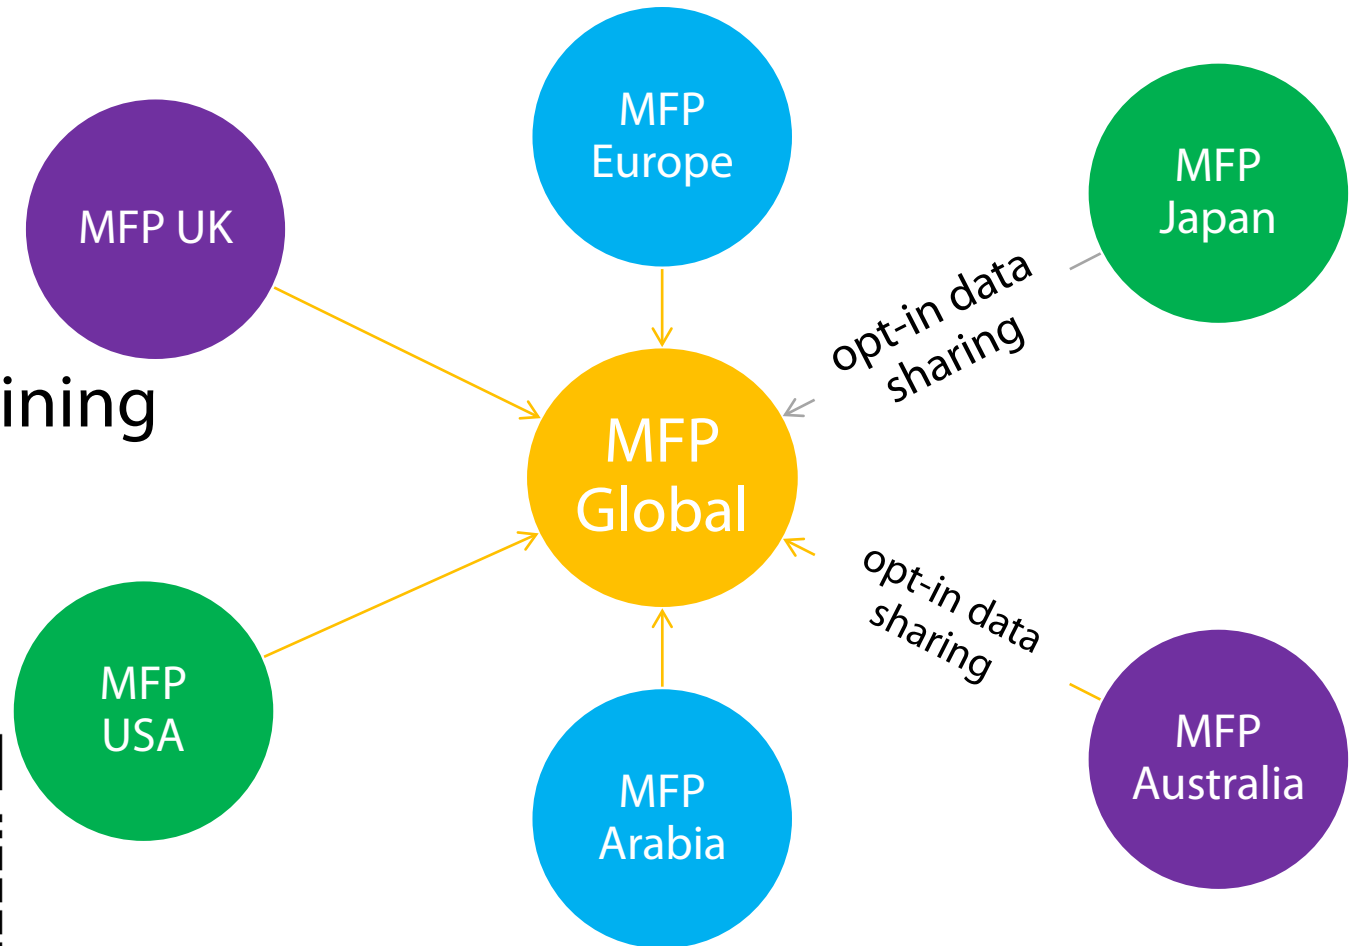 MFP
Europe
MFP UK
MFP
Japan
opt-in data
sharing
ining
MFP
Global
opt-in data
sharing
MFP
USA
MFP
Arabia
MFP
Australia